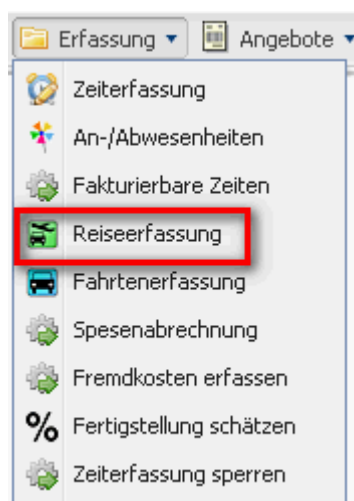 Erfassung Angebote
Zeiterfassung
An-/Abwesenheiten
Fakturierbare Zeiten
Reiseerfassung
Fahrtenerfassung
Spesenabrechnung
Fremdkosten erfassen
% Fertigstellung schätzen
Zeiterfassung sperren